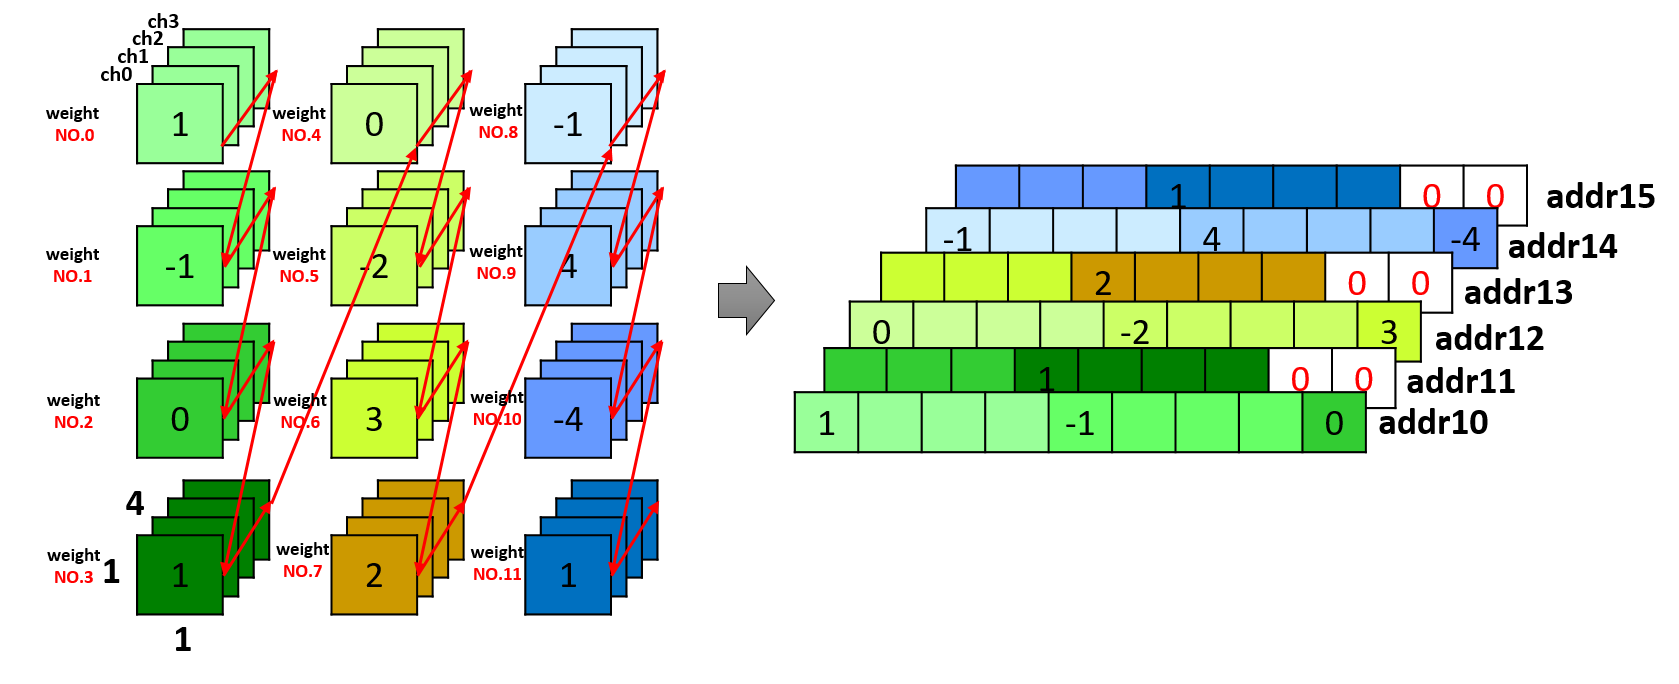 ch3
ch2
ch1
ch0
weight
NO.0
1
weight
NO.4
0
weight
NO.8
-1
weight
NO.1
-1
weight
NO.5
-2
weight
NO.9
4
weight
NO.2
0
weight
NO.6
3
weight
NO.10
-4
4
weight
NO.3
1
1
weight
NO.7
2
weight
NO.11
1
1
1 0 0 addr15
-1 4 -4 addr14
2 0 0 addr13
0 -2 3 addr12
1 0 0 addr11
1 -1 0 addr10